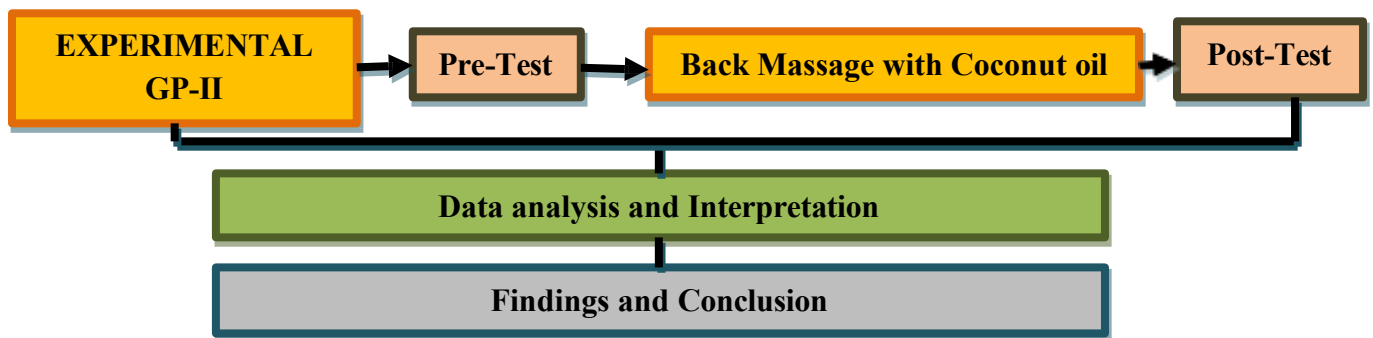 EXPERIMENTAL
GP-II
Pre-Test
Back Massage with Coconut oil
Post-Test
Data analysis and Interpretation
Findings and Conclusion